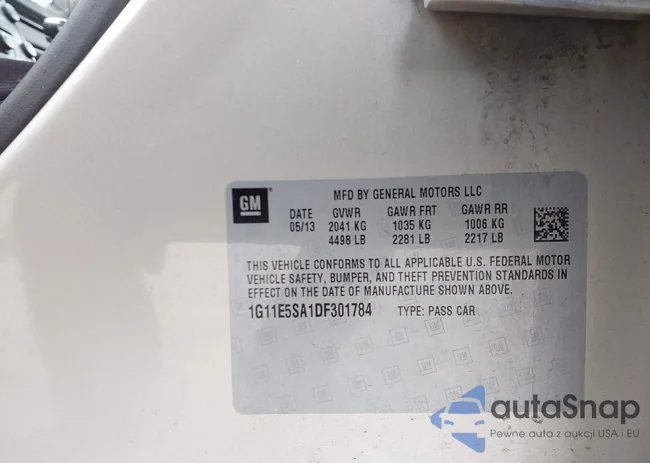 GM
MFD BY GENERAL MOTORS LLC
DATE GVWR GAWR FRT GAWR RR
05/13 2041 KG 1035 KG 1006 KG
4498 LB 2281 LB 2217 LB
THIS VEHICLE CONFORMS TO ALL APPLICABLE U.S. FEDERAL MOTOR
VEHICLE SAFETY, BUMPER, AND THEFT PREVENTION STANDARDS IN
EFFECT ON THE DATE OF MANUFACTURE SHOWN ABOVE.
1G11E5SA1DF301784 TYPE: PASS CAR
autaSnap
Pewne auta z aukcji USA i EU